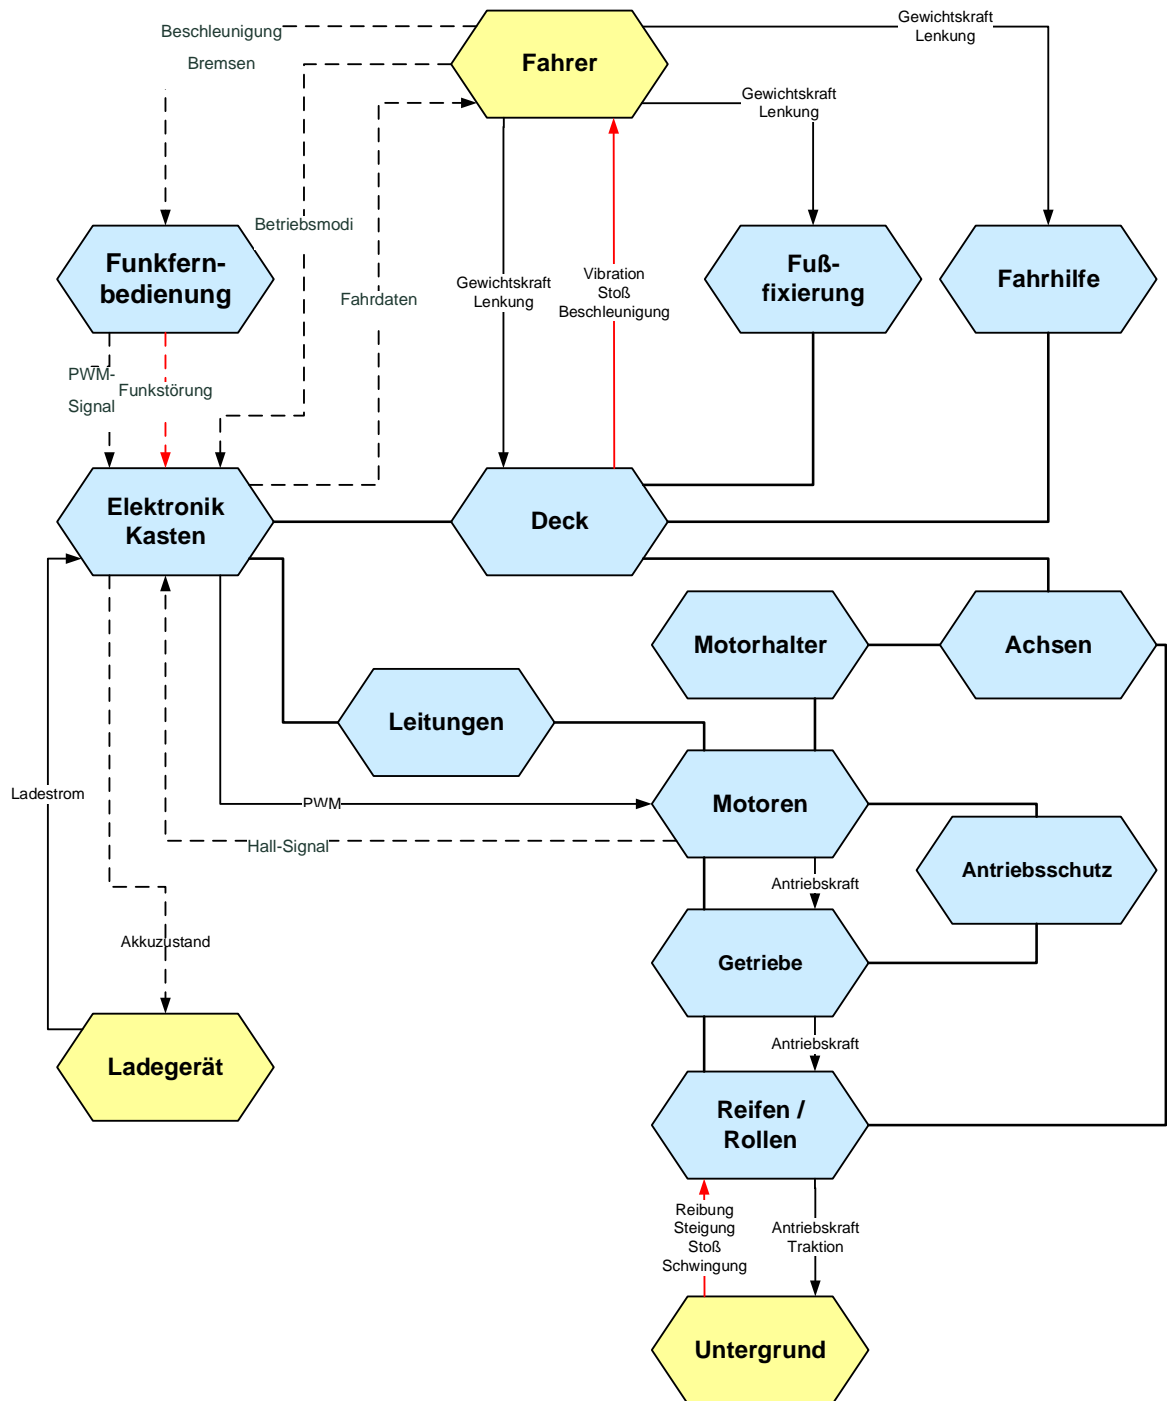 Beschleunigung
Bremsen
Fahrer
Gewichtskraft
Lenkung
Gewichtskraft
Lenkung
Betriebsmodi
Funkfern-
bedienung
Fahrdaten
Gewichtskraft
Lenkung
Vibration
Stoß
Beschleunigung
Fuß-
fixierung
Fahrhilfe
PWM-
Signal
Funkstörung
Elektronik
Kasten
Deck
Motorhalter
Achsen
Leitungen
Ladestrom
PWM
Motoren
Hall-Signal
Antriebsschutz
Antriebskraft
Akkuzustand
Getriebe
Antriebskraft
Ladegerät
Reifen /
Rollen
Reibung
Steigung
Stoß
Schwingung
Antriebskraft
Traktion
Untergrund